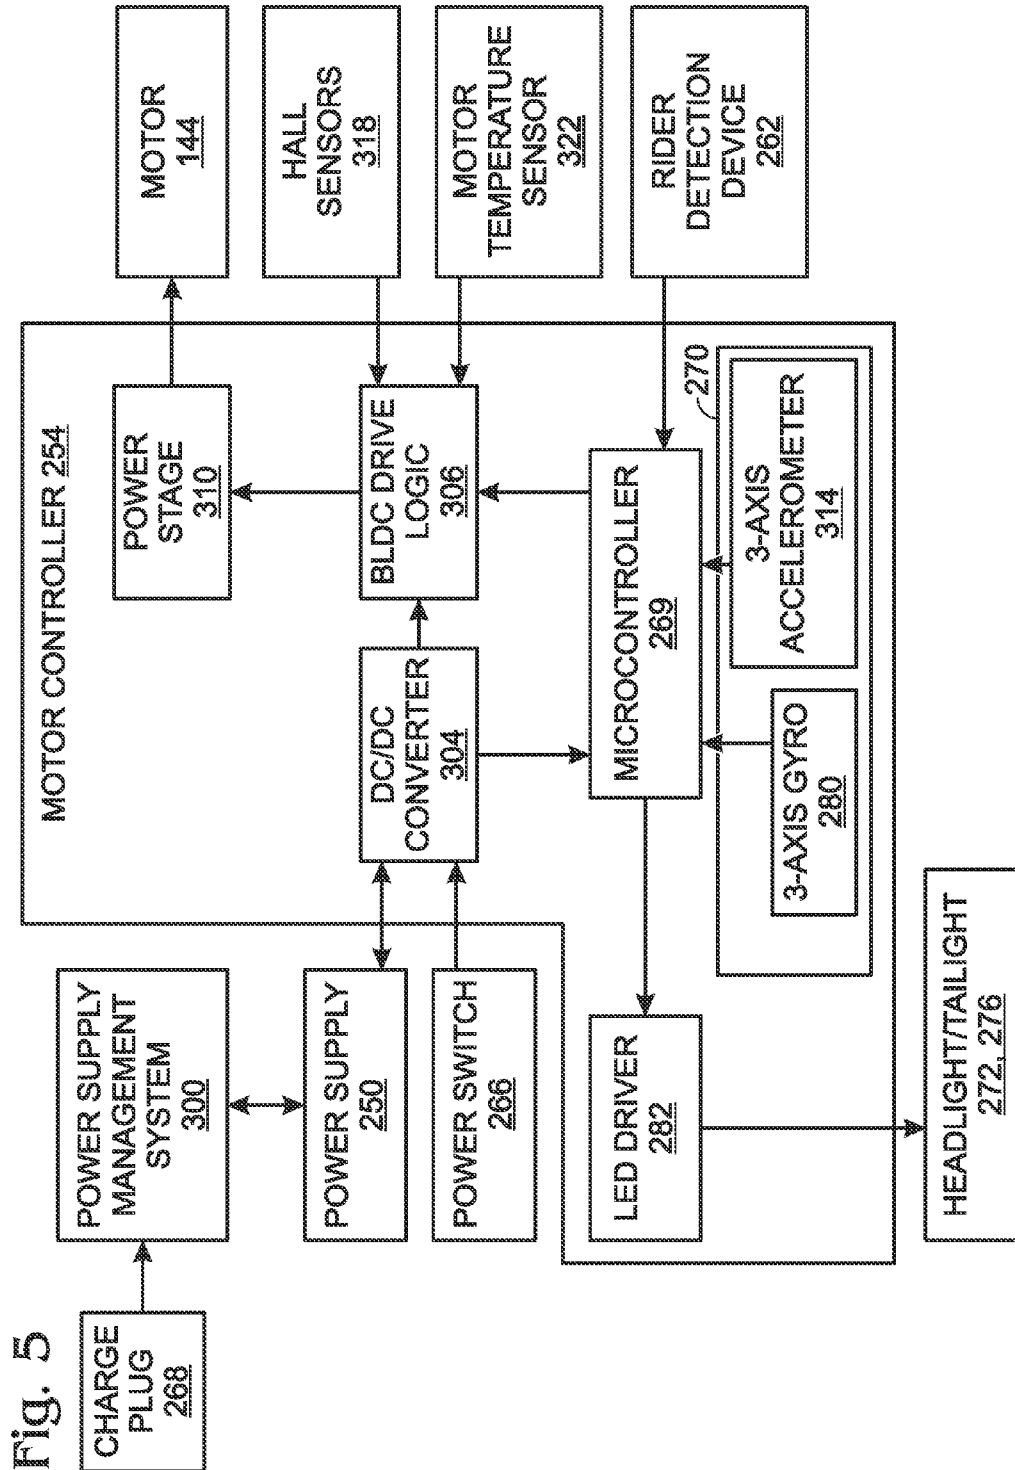 Fig. 5
CHARGE
PLUG
268
POWER SUPPLY
MANAGEMENT
SYSTEM
300
POWER SUPPLY
250
POWER SWITCH
266
MOTOR CONTROLLER 254
POWER
STAGE
310
DC/DC
CONVERTER
304
BLDC DRIVE
LOGIC
306
LED DRIVER
282
MICROCONTROLLER
269
270
3-AXIS GYRO
280
3-AXIS
ACCELEROMETER
314
MOTOR
144
HALL
SENSORS
318
MOTOR
TEMPERATURE
SENSOR
322
RIDER
DETECTION
DEVICE
262
HEADLIGHT/TAILIGHT
272, 276